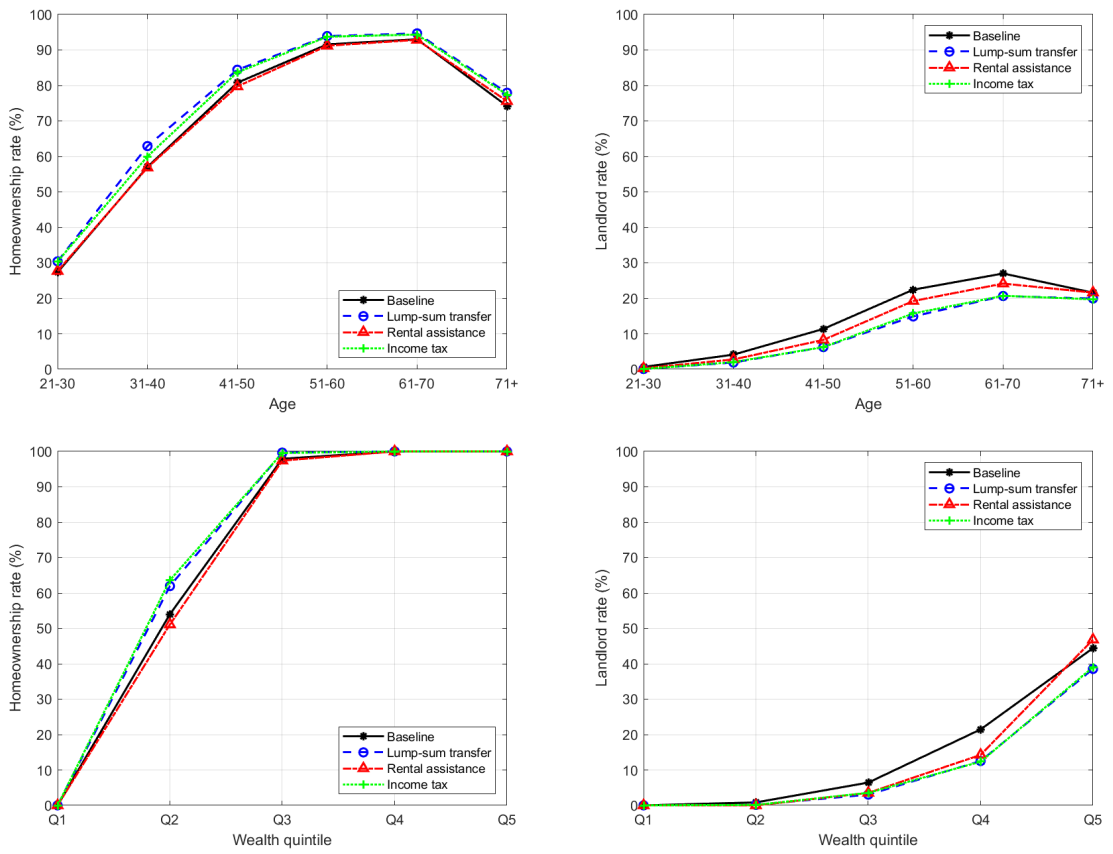 100
90
80
70
60
50
40
30
20
10
0
Homeownership rate (%)
21-30 31-40 41-50 51-60 61-70 71+
Age
Baseline
Lump-sum transfer
Rental assistance
Income tax
100
90
80
70
60
50
40
30
20
10
0
Landlord rate (%)
21-30 31-40 41-50 51-60 61-70 71+
Age
Baseline
Lump-sum transfer
Rental assistance
Income tax
100
90
80
70
60
50
40
30
20
10
0
Homeownership rate (%)
Q1 Q2 Q3 Q4 Q5
Wealth quintile
Baseline
Lump-sum transfer
Rental assistance
Income tax
100
90
80
70
60
50
40
30
20
10
0
Landlord rate (%)
Q1 Q2 Q3 Q4 Q5
Wealth quintile
Baseline
Lump-sum transfer
Rental assistance
Income tax